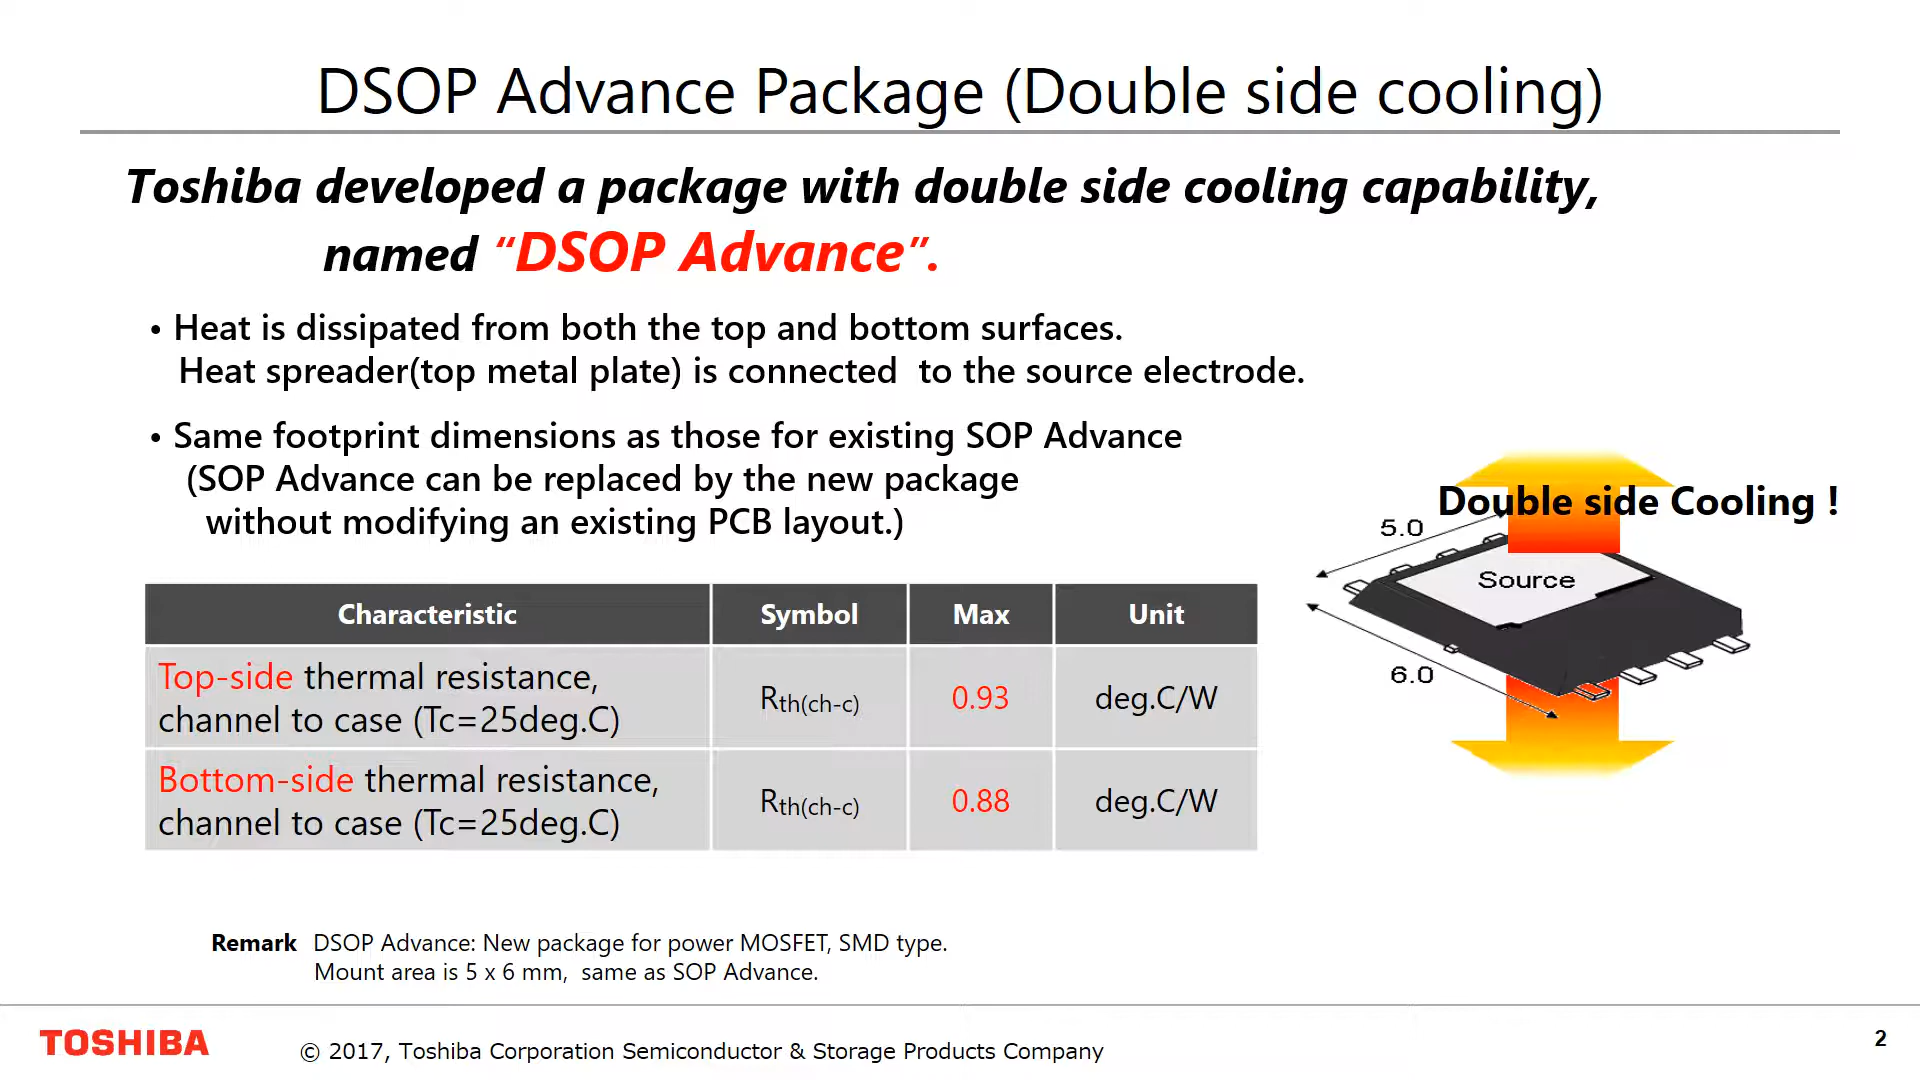 DSOP Advance Package (Double side cooling)
Toshiba developed a package with double side cooling capability,
named “DSOP Advance”.
• Heat is dissipated from both the top and bottom surfaces.
Heat spreader(top metal plate) is connected  to the source electrode.
• Same footprint dimensions as those for existing SOP Advance
(SOP Advance can be replaced by the new package
without modifying an existing PCB layout.)
Double side Cooling !
5.0
Source
6.0
Characteristic Symbol Max Unit
Top-side thermal resistance,
channel to case (Tc=25deg.C) Rth(ch-c) 0.93 deg.C/W
Bottom-side thermal resistance,
channel to case (Tc=25deg.C) Rth(ch-c) 0.88 deg.C/W
Remark DSOP Advance: New package for power MOSFET, SMD type.
Mount area is 5 x 6 mm,  same as SOP Advance.
TOSHIBA
© 2017, Toshiba Corporation Semiconductor & Storage Products Company
2